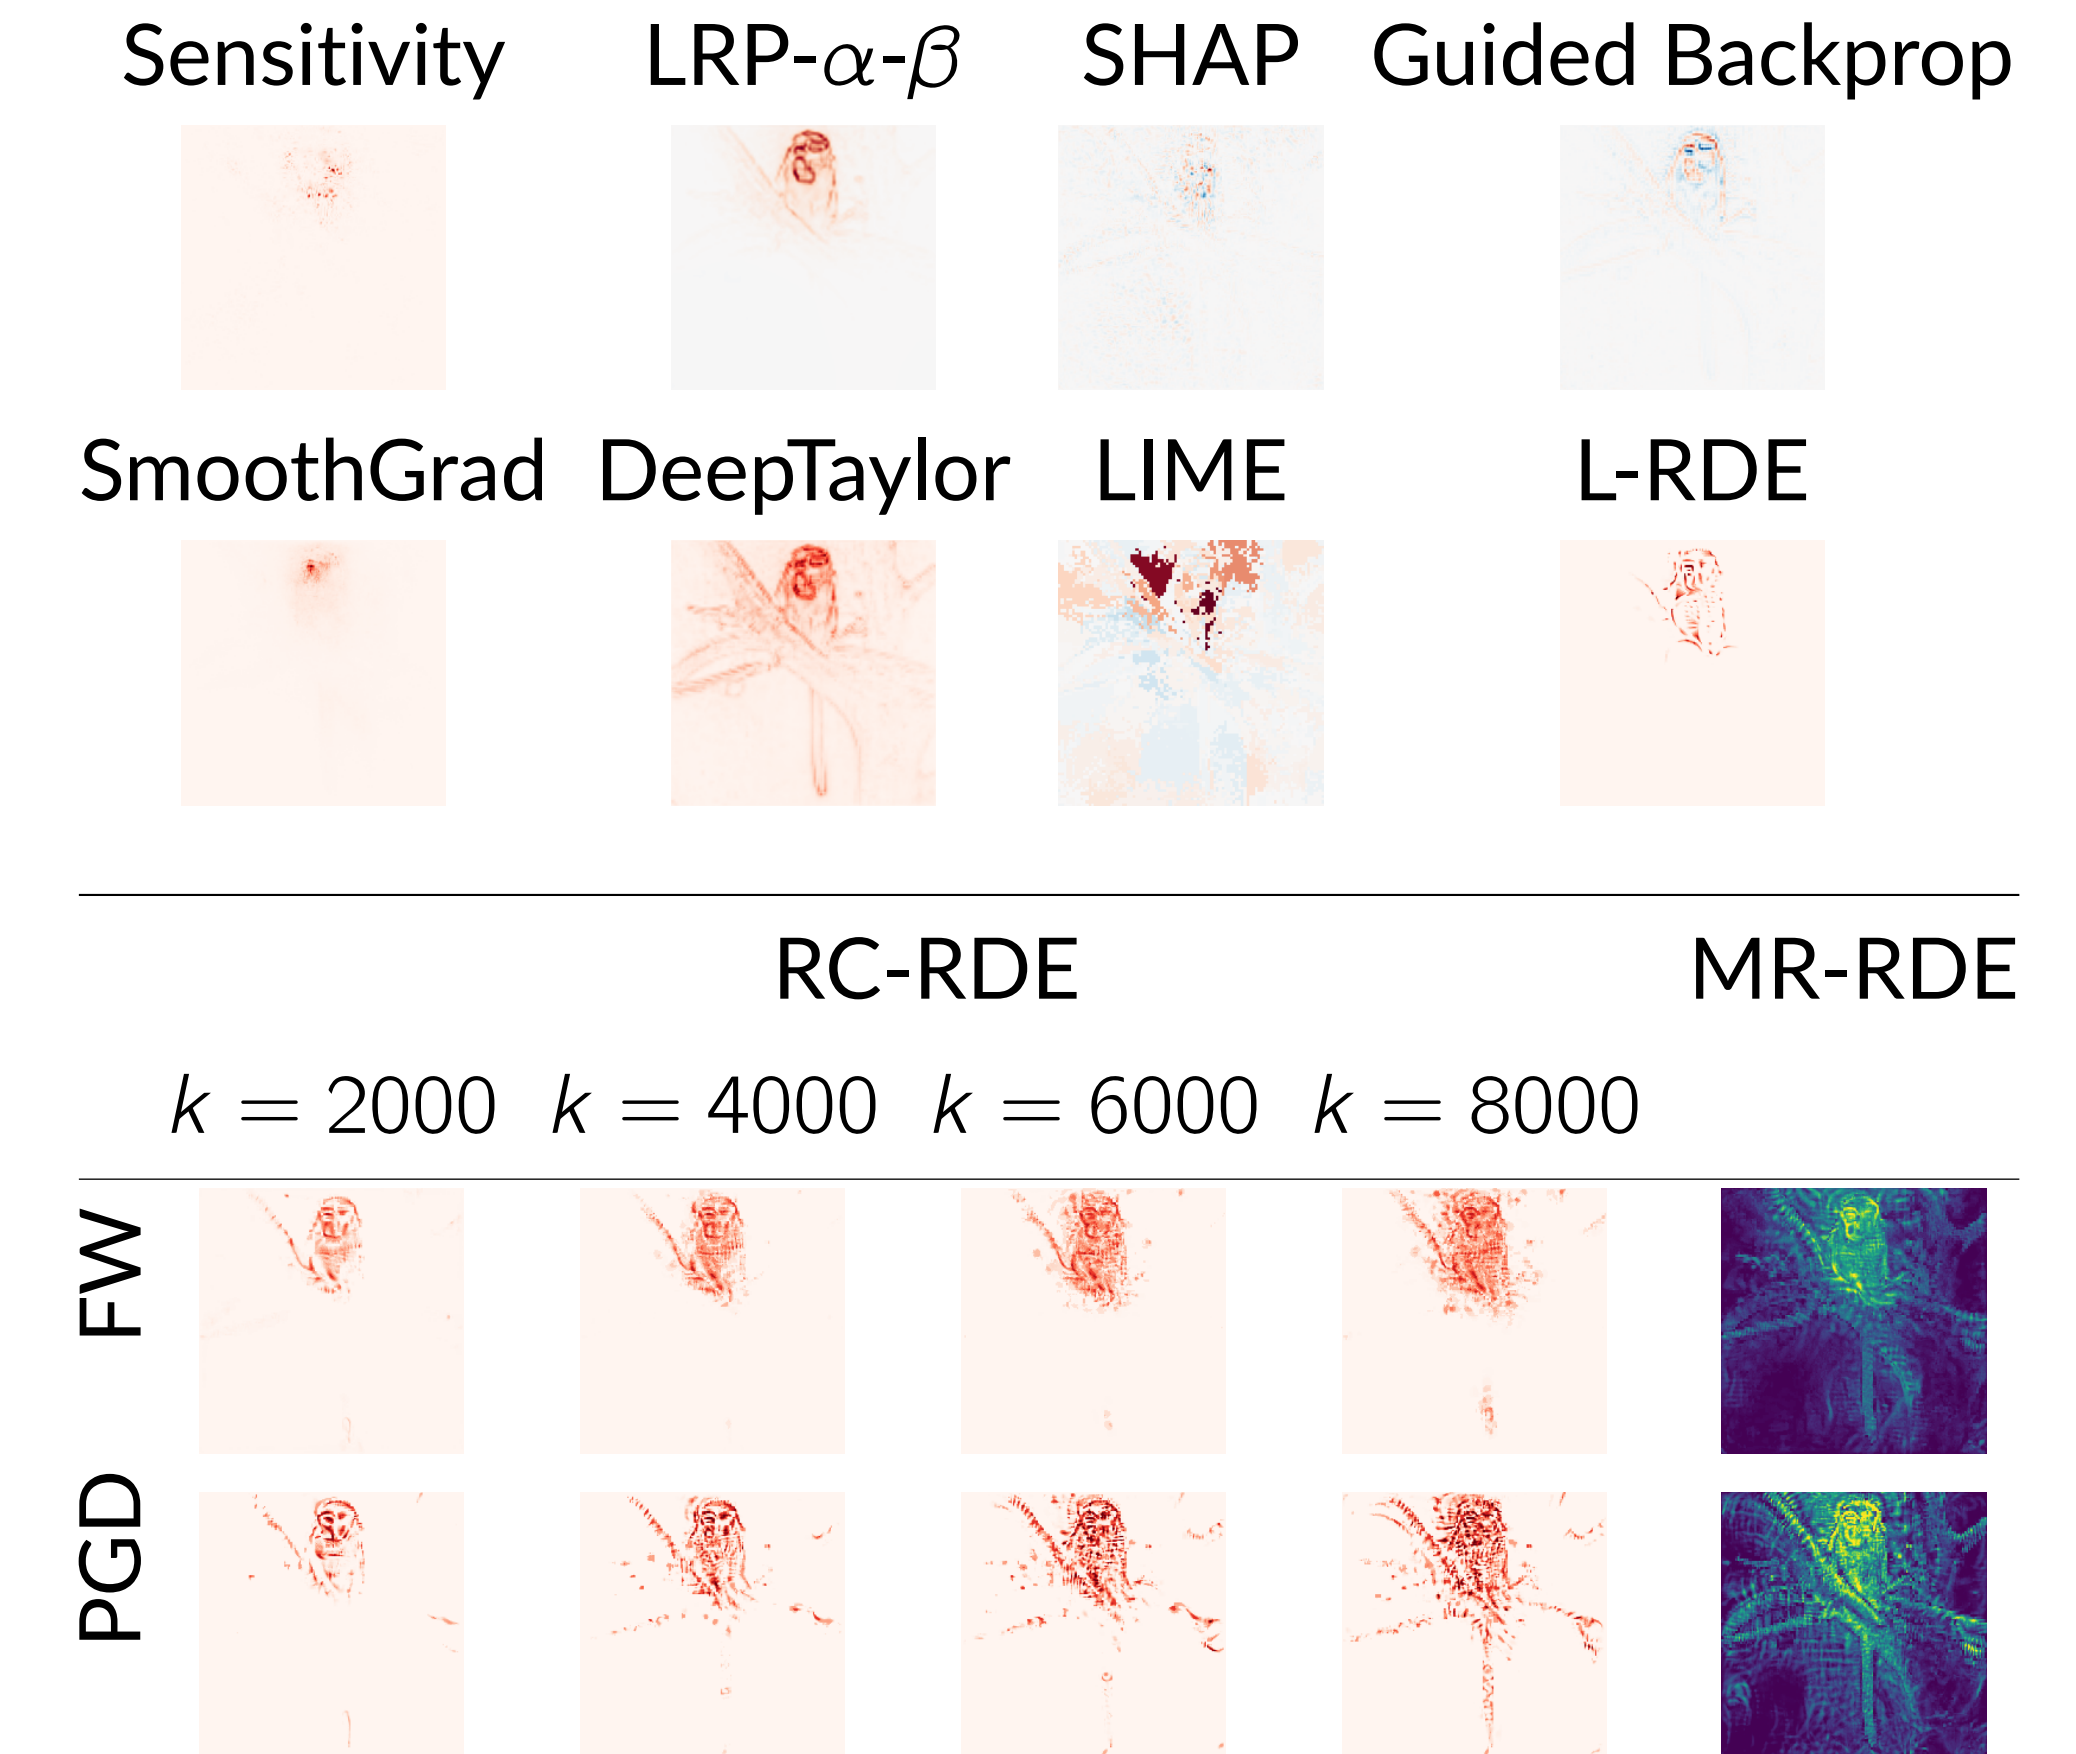 Sensitivity LRP-α-β SHAP Guided Backprop
SmoothGrad DeepTaylor LIME L-RDE
RC-RDE MR-RDE
k = 2000 k = 4000 k = 6000 k = 8000
FW
PGD